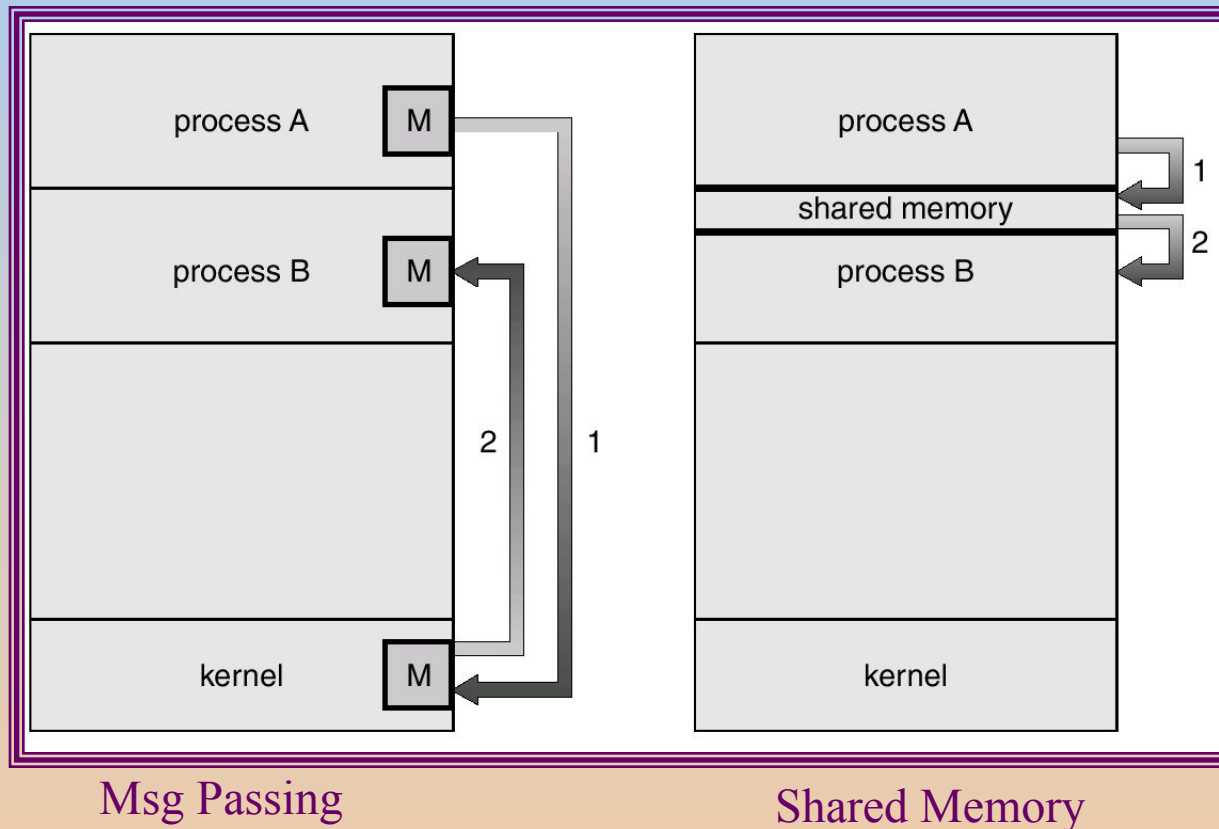 process A
M
process B
M
2
1
kernel
M
process A
1
shared memory
2
process B
kernel
Msg Passing
Shared Memory